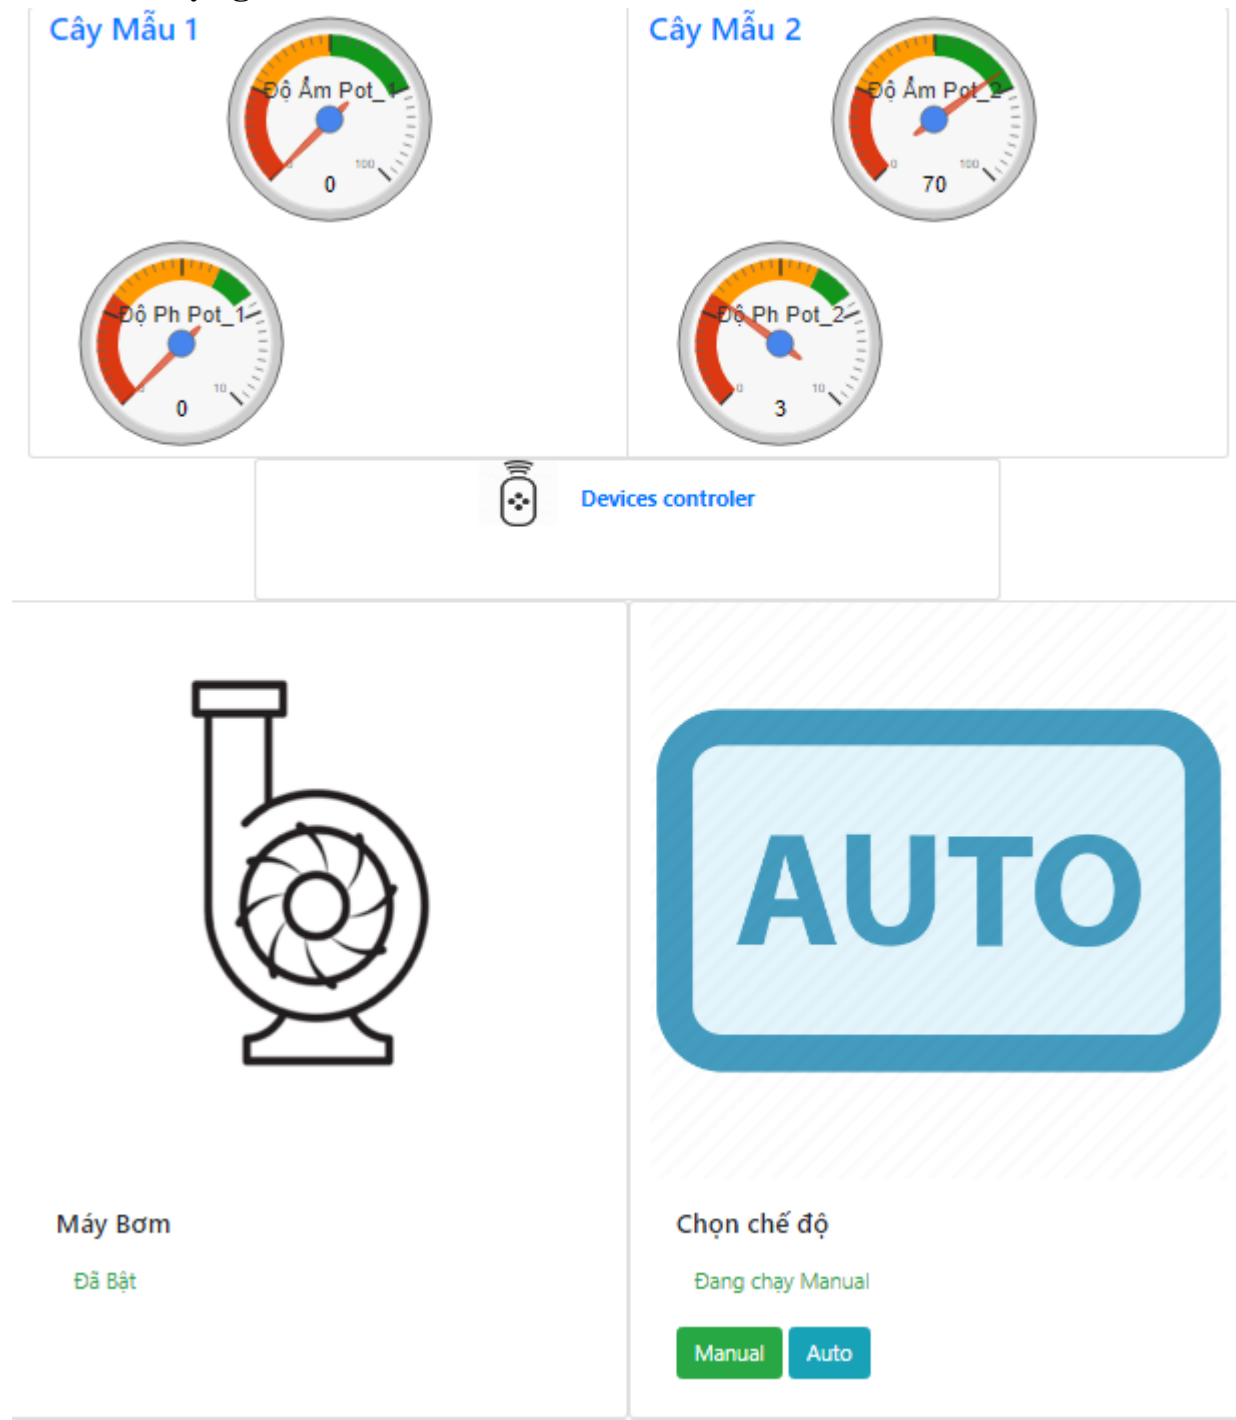 Cây Mẫu 1
Độ Ẩm Pot_1
0
100
0
Độ Ph Pot_1
0
10
0
Cây Mẫu 2
Độ Ẩm Pot_2
0
100
70
Độ Ph Pot_2
0
10
3
Devices controler
AUTO
Máy Bơm
Đã Bật
Chọn chế độ
Đang chạy Manual
Manual
Auto